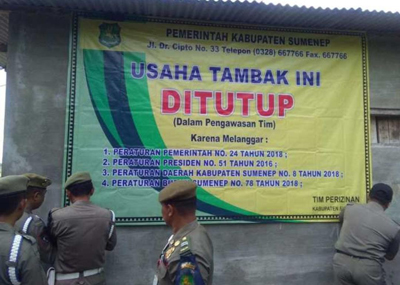 PEMERINTAH KABUPATEN SUMENEP
Jl. Dr. Cipto No. 33 Telepon (0328) 667766 Fax. 667766
USAHA TAMBAK INI
DITUTUP
(Dalam Pengawasan Tim)
Karena Melanggar :
1. PERATURAN PEMERINTAH NO. 24 TAHUN 2018 ;
2. PERATURAN PRESIDEN NO. 51 TAHUN 2016 ;
3. PERATURAN DAERAH KABUPATEN SUMENEP NO. 8 TAHUN 2018 ;
4. PERATURAN SUMENEP NO. 78 TAHUN 2018 ;
TIM PERIZINAN
KABUPATEN